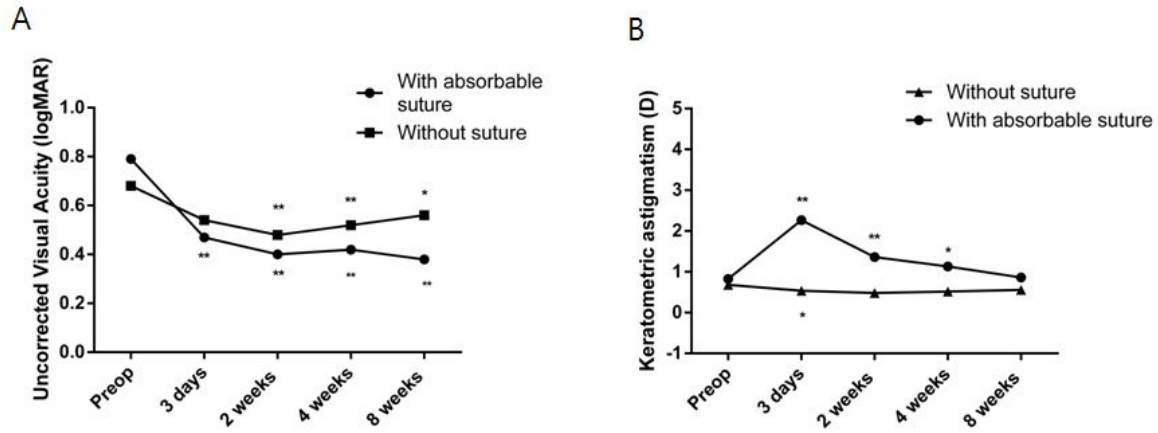 A
Uncorrected Visual Acuity (logMAR)
With absorbable
suture
Without suture
1.0
0.8
0.6
0.4
0.2
0.0
** ** *
** ** ** **
Preop
3 days
2 weeks
4 weeks
8 weeks
B
Keratometric astigmatism (D)
Without suture
With absorbable suture
5
4
3
2
1
0
-1
** ** *
*
Preop
3 days
2 weeks
4 weeks
8 weeks